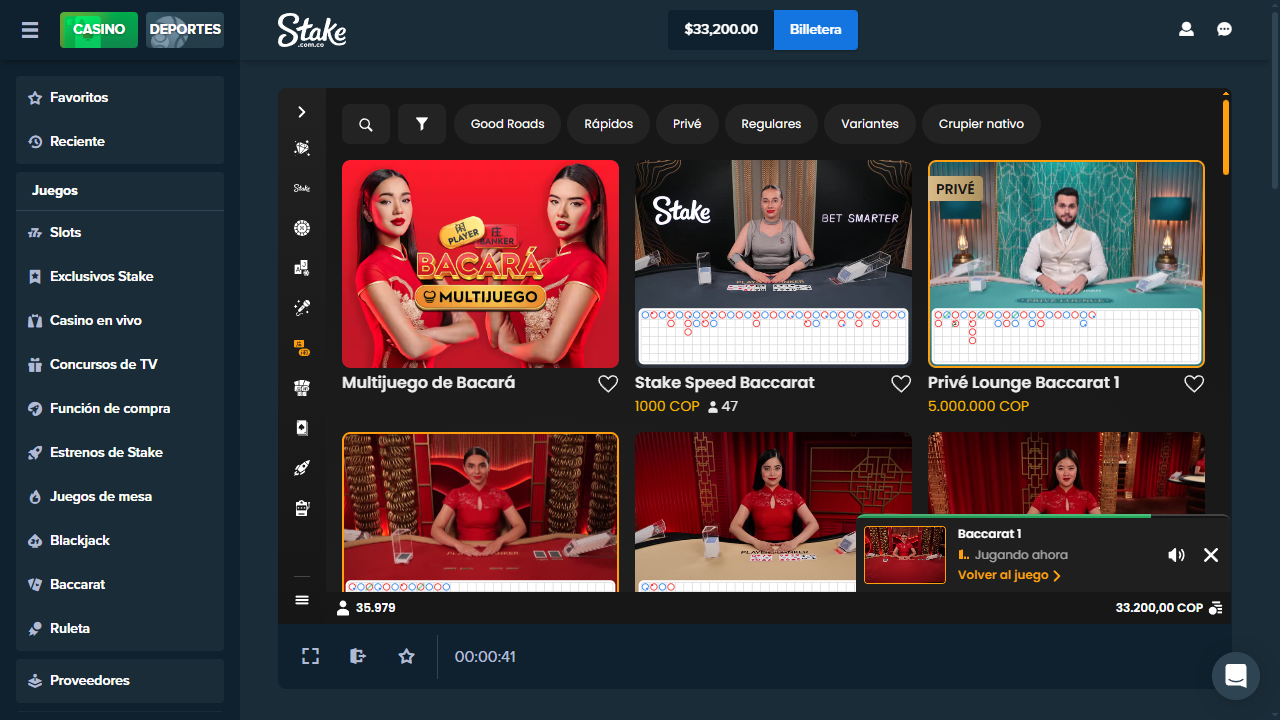 CASINO
DEPORTES
Stake
.com.co
$33,200.00
Billetera
Favoritos
Reciente
Juegos
Slots
Exclusivos Stake
Casino en vivo
Concursos de TV
Función de compra
Estrenos de Stake
Juegos de mesa
Blackjack
Baccarat
Ruleta
Proveedores
Stake
Good Roads
Rápidos
Privé
Regulares
Variantes
Crupier nativo
PLAYER
BANKER
BACARÁ
MULTIJUEGO
Stake
BET SMARTER
PRIVÉ
Multijuego de Bacará
Stake Speed Baccarat
1000 COP
47
Privé Lounge Baccarat 1
5.000.000 COP
Baccarat 1
Jugando ahora
Volver al juego
35.979
33.200,00 COP
00:00:41